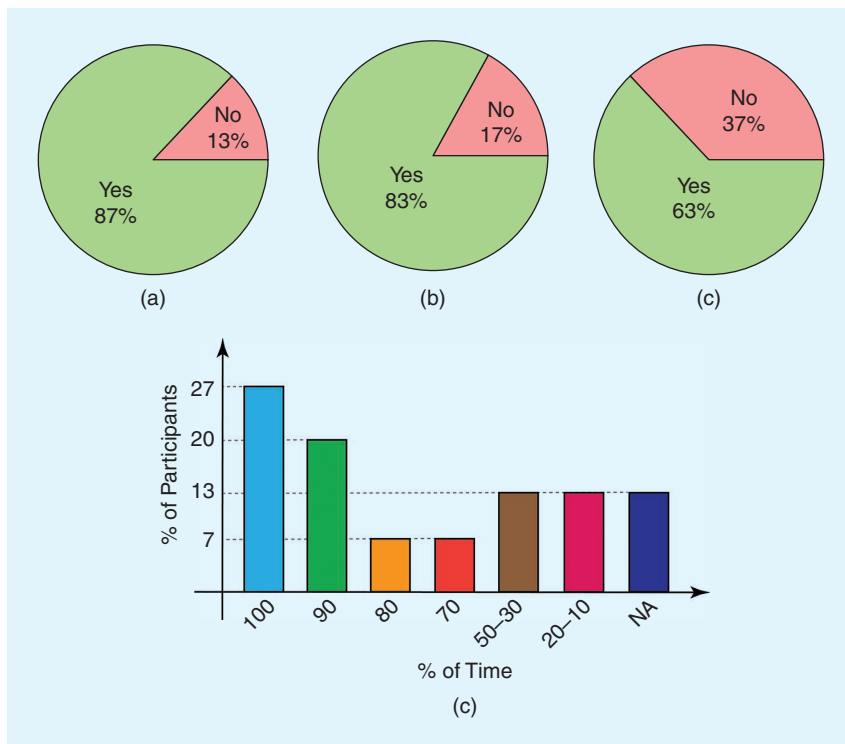 No
13%
Yes
87%
(a)
No
17%
Yes
83%
(b)
No
37%
Yes
63%
(c)
% of Participants
27
20
13
7
100
90
80
70
50–30
20–10
NA
% of Time
(c)